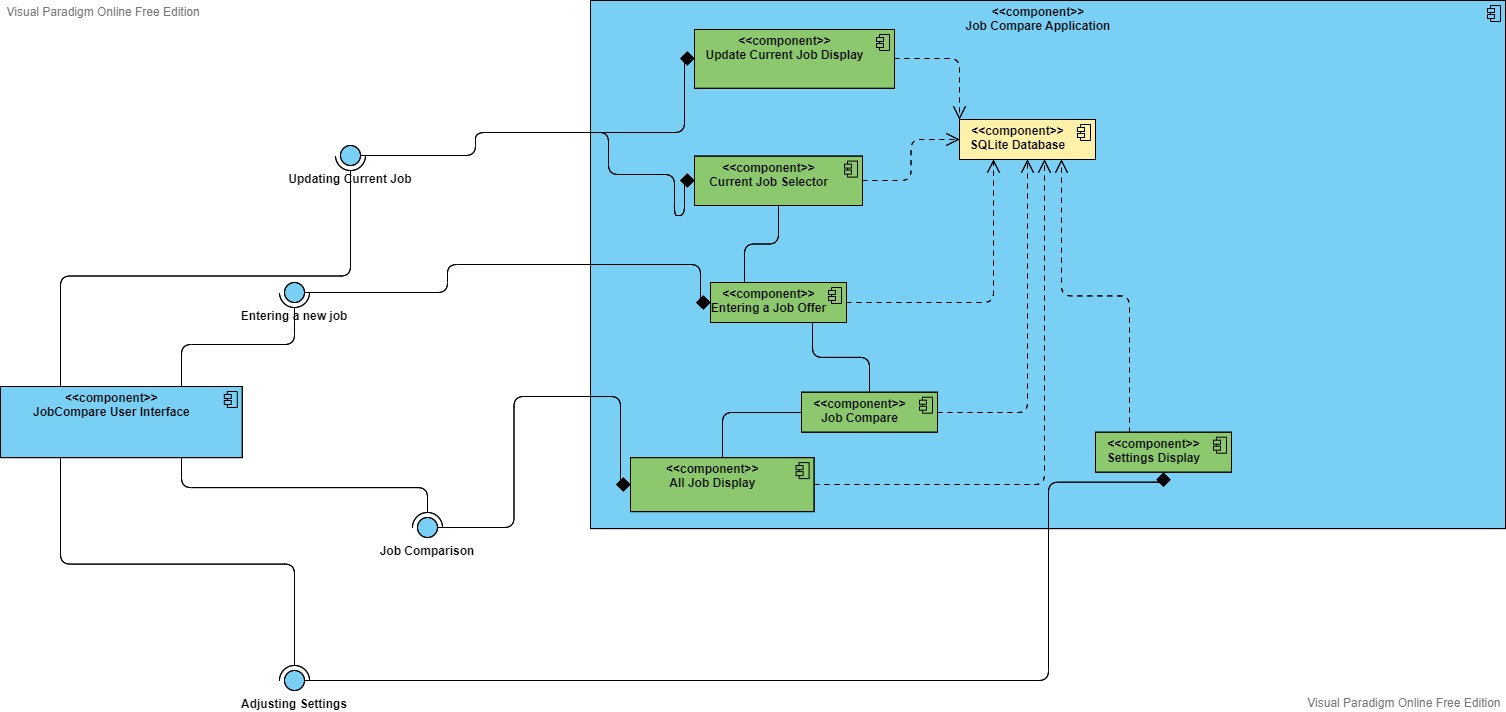 Visual Paradigm Online Free Edition
<<component>>
Job Compare Application
<<component>>
Update Current Job Display
<<component>>
SQLite Database
Updating Current Job
<<component>>
Current Job Selector
<<component>>
Entering a Job Offer
Entering a new job
<<component>>
JobCompare User Interface
<<component>>
Job Compare
<<component>>
Settings Display
<<component>>
All Job Display
Job Comparison
Adjusting Settings
Visual Paradigm Online Free Edition